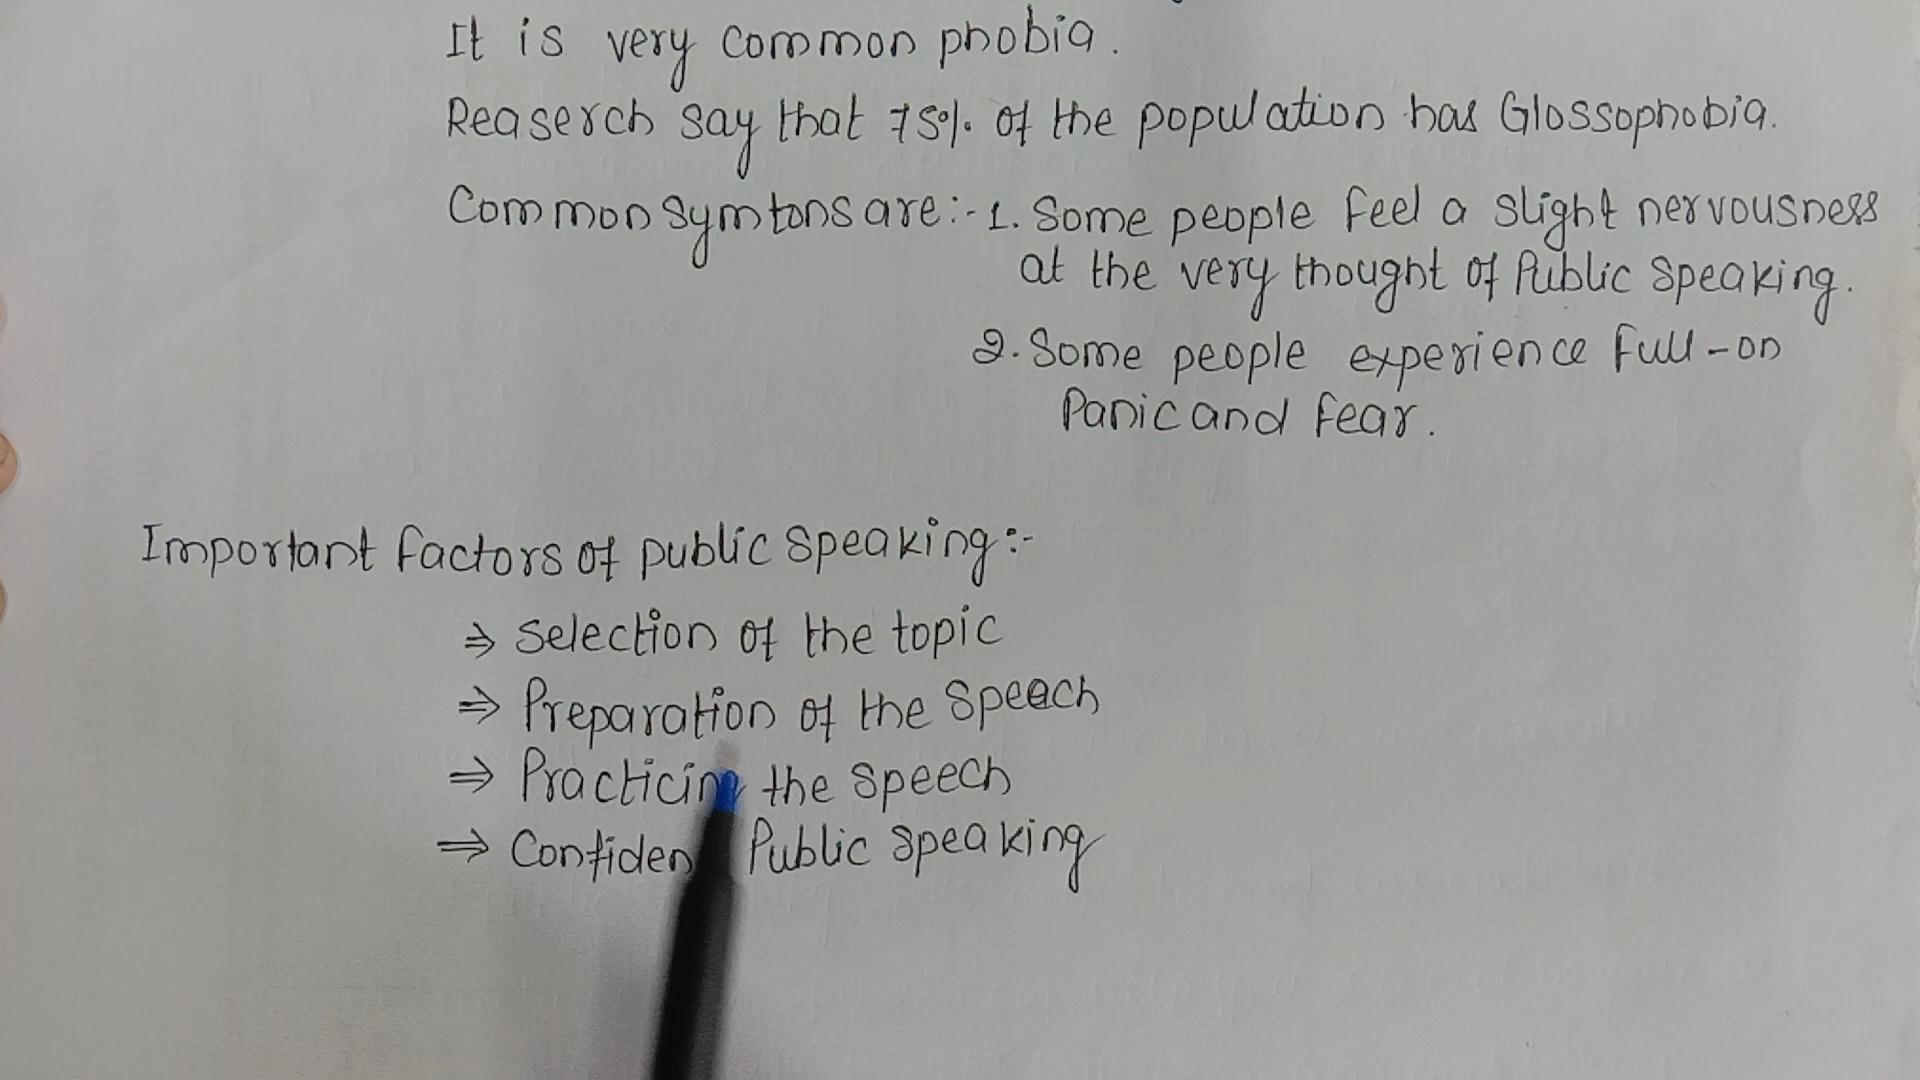 It is very common phobia.
Reaserch say that 75% of the population has Glossophobia.
Common Symtons are:- 1. Some people feel a slight nervousness
at the very thought of Public Speaking.
2. Some people experience full-on
Panic and fear.
Important factors of public speaking:-
⇒ Selection of the topic
⇒ Preparation of the Speech
⇒ Practicing the Speech
⇒ Public Speaking